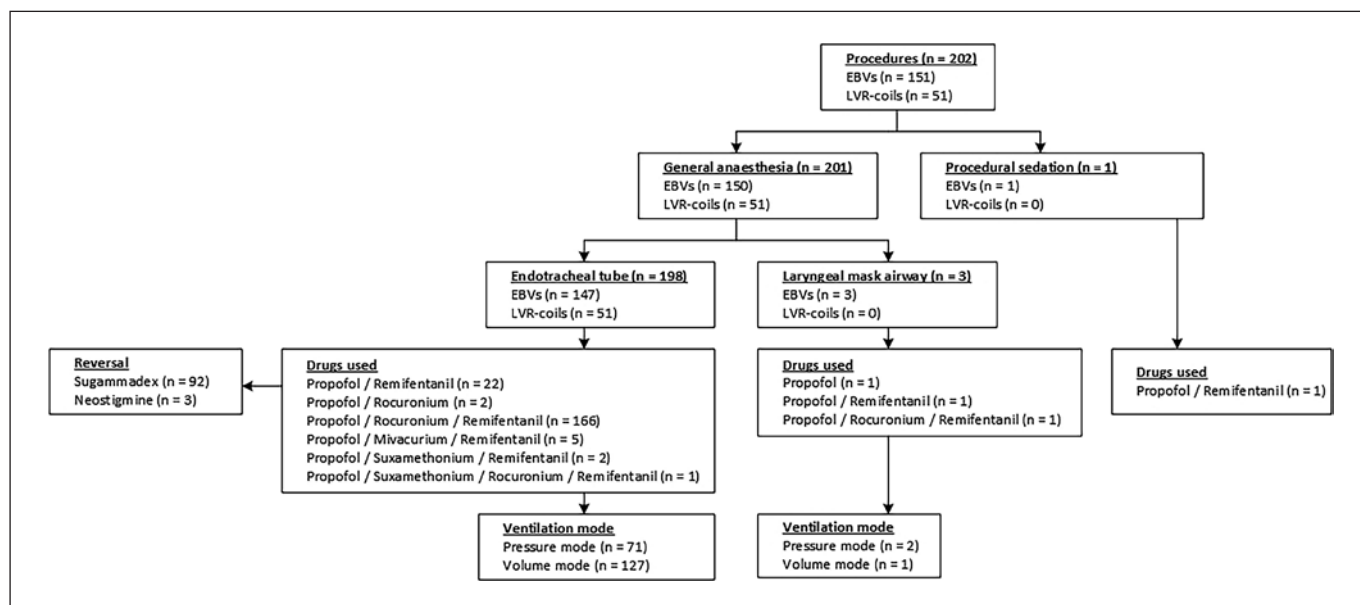 Procedures (n = 202)
EBVs (n = 151)
LVR-coils (n = 51)
General anaesthesia (n = 201)
EBVs (n = 150)
LVR-coils (n = 51)
Procedural sedation (n = 1)
EBVs (n = 1)
LVR-coils (n = 0)
Endotracheal tube (n = 198)
EBVs (n = 147)
LVR-coils (n = 51)
Laryngeal mask airway (n = 3)
EBVs (n = 3)
LVR-coils (n = 0)
Reversal
Sugammadex (n = 92)
Neostigmine (n = 3)
Drugs used
Propofol / Remifentanil (n = 22)
Propofol / Rocuronium (n = 2)
Propofol / Rocuronium / Remifentanil (n = 166)
Propofol / Mivacurium / Remifentanil (n = 5)
Propofol / Suxamethonium / Remifentanil (n = 2)
Propofol / Suxamethonium / Rocuronium / Remifentanil (n = 1)
Drugs used
Propofol (n = 1)
Propofol / Remifentanil (n = 1)
Propofol / Rocuronium / Remifentanil (n = 1)
Drugs used
Propofol / Remifentanil (n = 1)
Ventilation mode
Pressure mode (n = 71)
Volume mode (n = 127)
Ventilation mode
Pressure mode (n = 2)
Volume mode (n = 1)